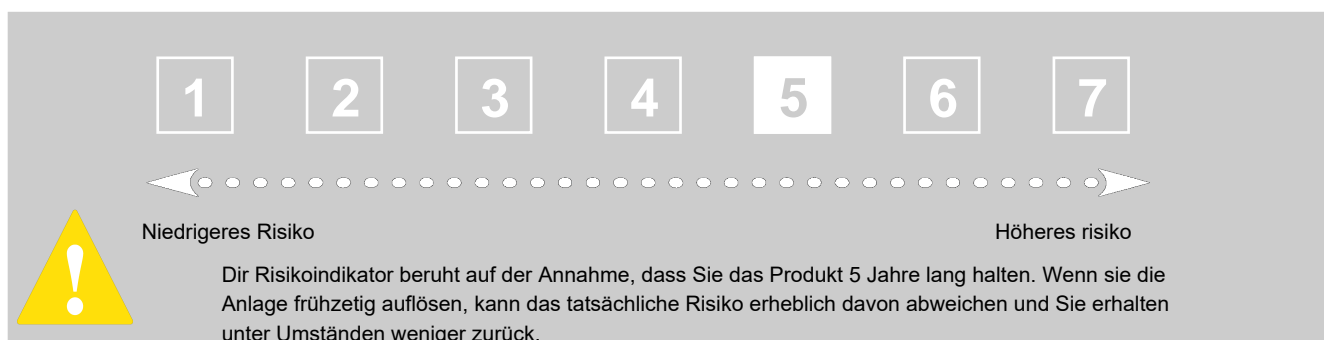 1 2 3 4 5 6 7
Niedrigeres Risiko Höheres risiko
!
Dir Risikoindikator beruht auf der Annahme, dass Sie das Produkt 5 Jahre lang halten. Wenn sie die
Anlage frühzetig auflösen, kann das tatsächliche Risiko erheblich davon abweichen und Sie erhalten
unter Umständen weniger zurück.